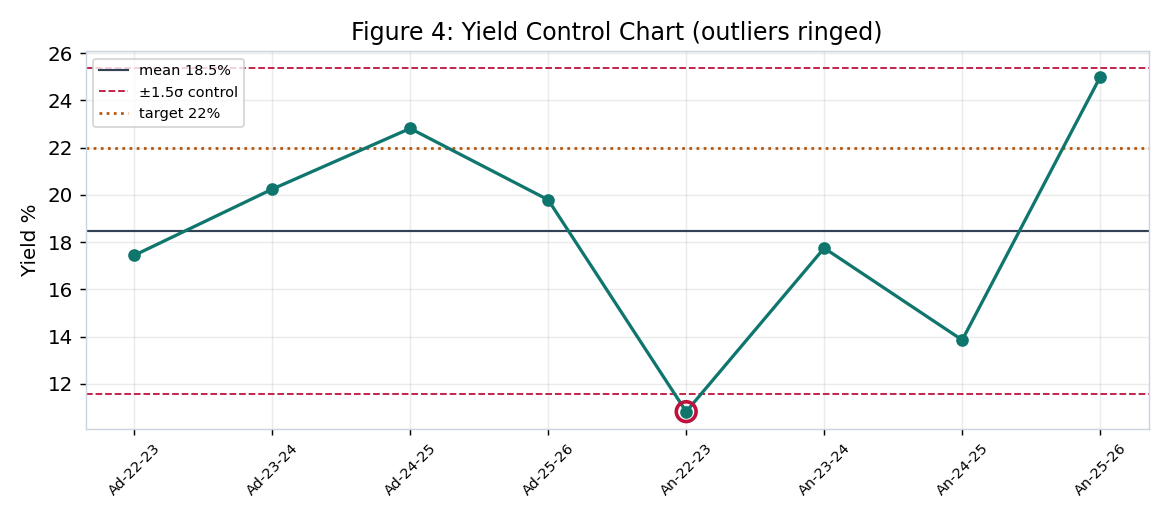 Figure 4: Yield Control Chart (outliers ringed)
Yield %
26
24
22
20
18
16
14
12
mean 18.5%
±1.5σ control
target 22%
Ad-22-23
Ad-23-24
Ad-24-25
Ad-25-26
An-22-23
An-23-24
An-24-25
An-25-26